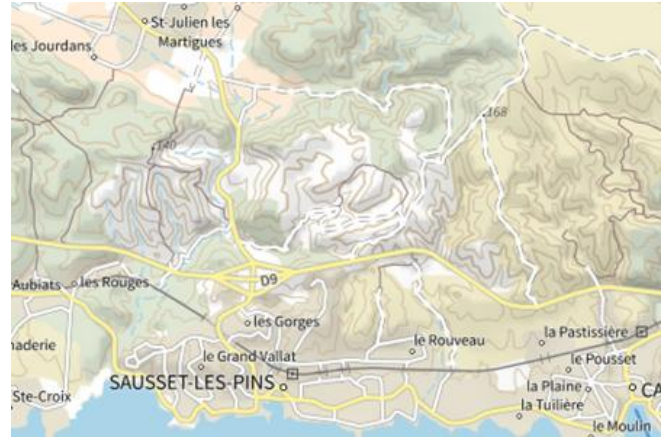 St-Julien les
Martigues
les Jourdans
168
140
D9
Aubiats
les Rouges
les Gorges
naderie
le Grand Vallat
le Rouveau
la Pastissière
SAUSSET-LES-PINS
le Pousset
la Plaine
CA
Ste-Croix
la Tuilière
le Moulin